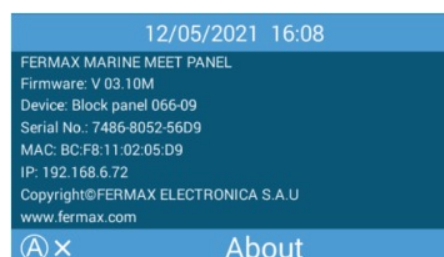 12/05/2021 16:08
FERMAX MARINE MEET PANEL
Firmware: V 03.10M
Device: Block panel 066-09
Serial No.: 7486-8052-56D9
MAC: BC:F8:11:02:05:D9
IP: 192.168.6.72
Copyright©FERMAX ELECTRONICA S.A.U
www.fermax.com
Ⓐ × About